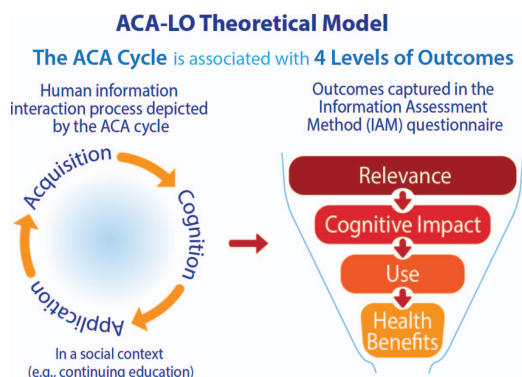 ACA-LO Theoretical Model
The ACA Cycle is associated with 4 Levels of Outcomes
Human information
interaction process depicted
by the ACA cycle
Acquisition
Cognition
Application
In a social context
(e.g., continuing education)
Outcomes captured in the
Information Assessment
Method (IAM) questionnaire
Relevance
Cognitive Impact
Use
Health
Benefits